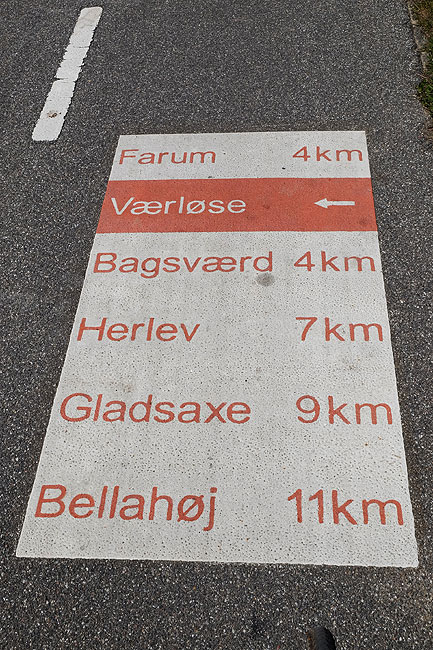 Farum 4km
Værløse ←
Bagsværd 4km
Herlev 7km
Gladsaxe 9km
Bellahøj 11km